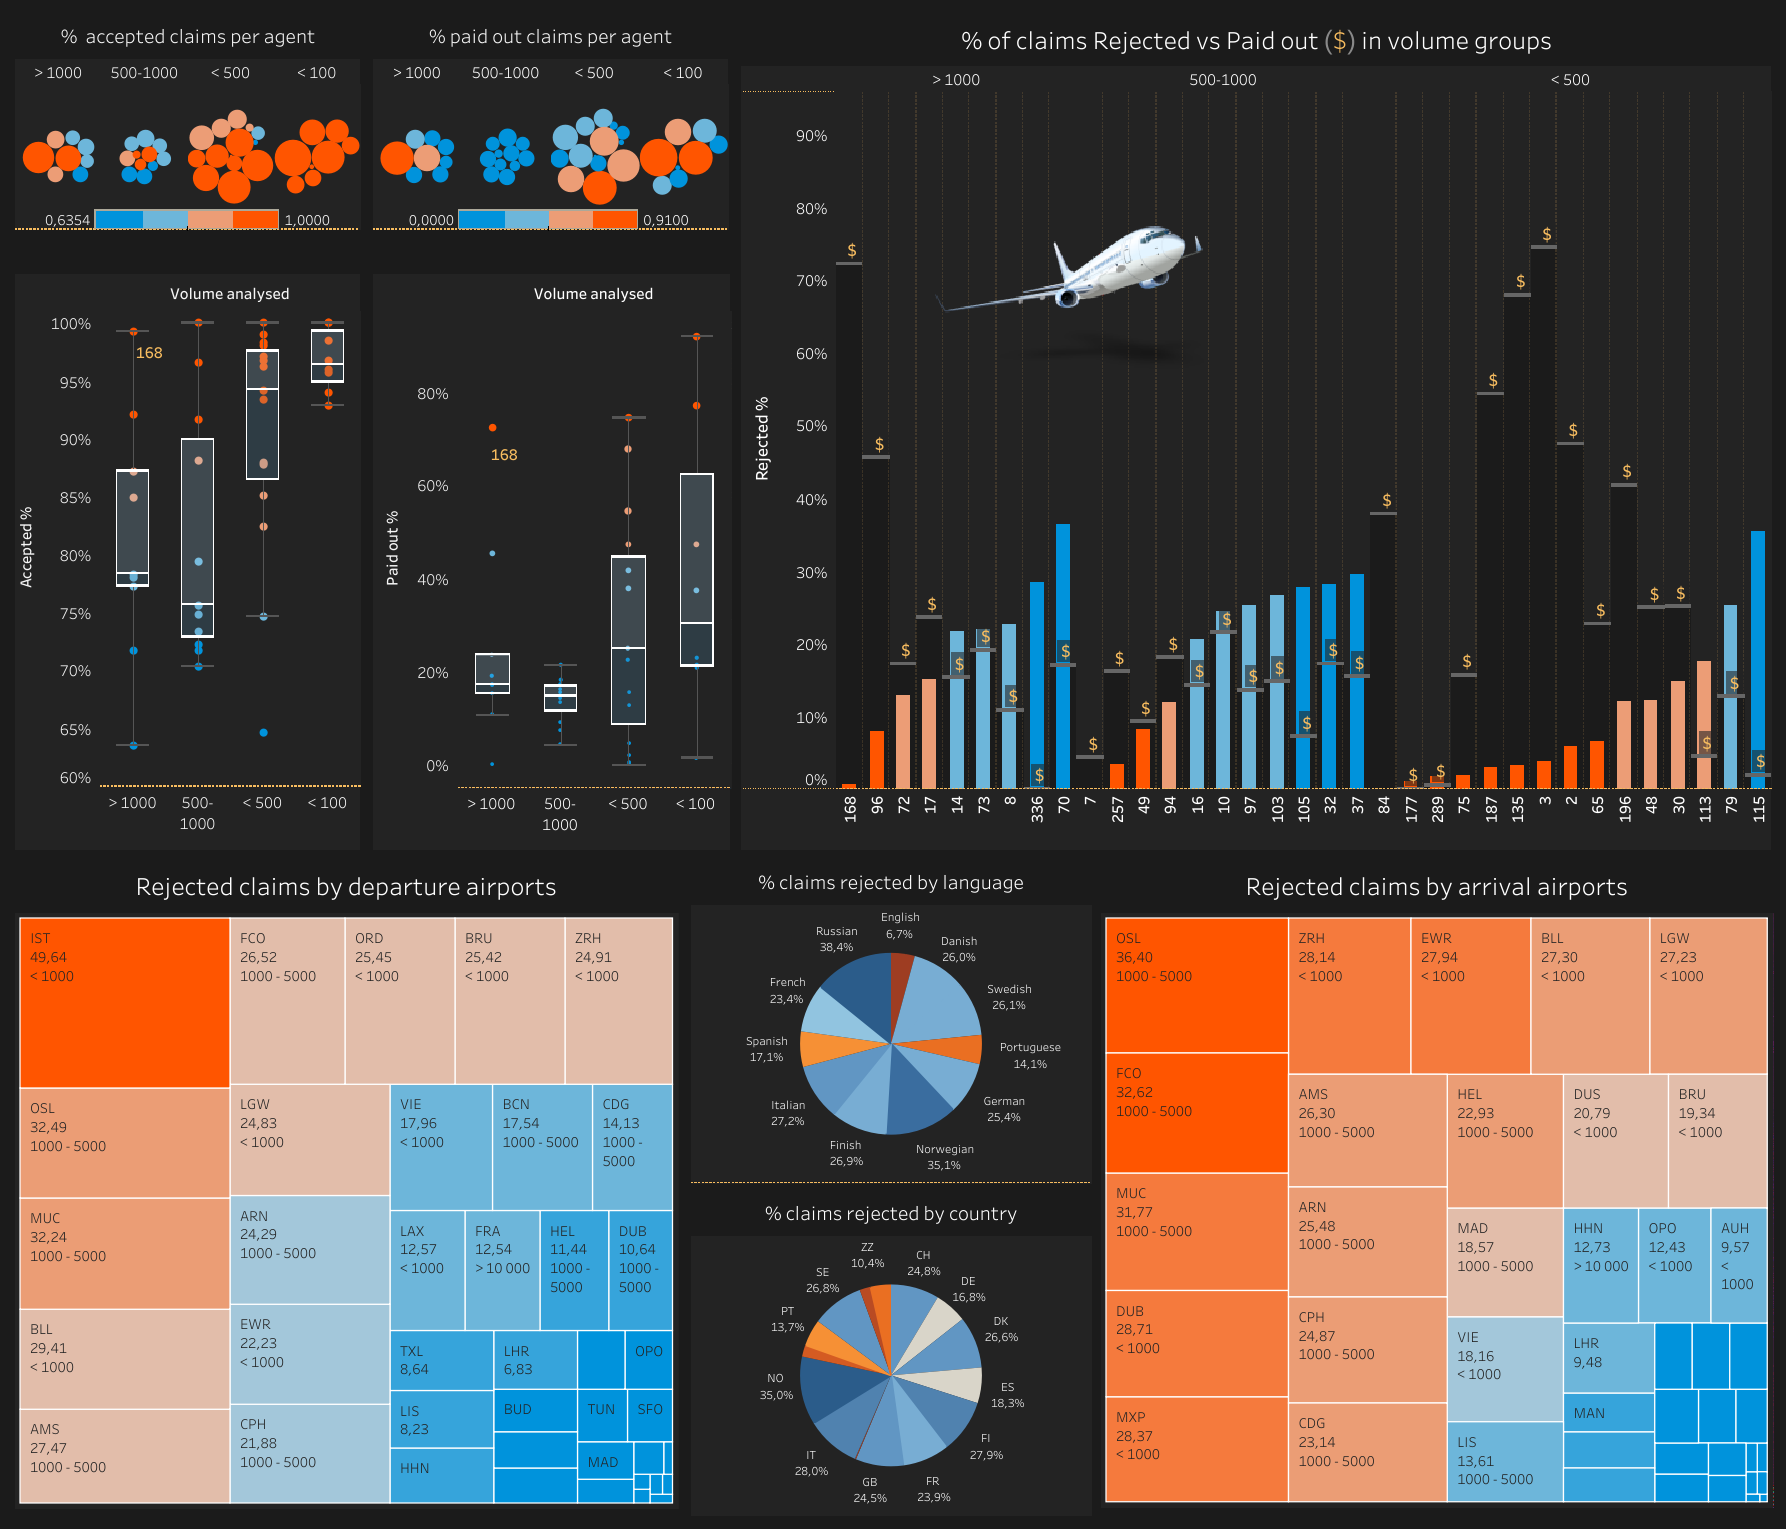 % accepted claims per agent
> 1000 500-1000 < 500 < 100
0,6354 1,0000
% paid out claims per agent
> 1000 500-1000 < 500 < 100
0,0000 0,9100
% of claims Rejected vs Paid out ($) in volume groups
> 1000 500-1000 < 500
Rejected %
90%
80%
70%
60%
50%
40%
30%
20%
10%
0%
$ $ $ $ $ $ $ $ $ $ $ $ $ $ $ $ $ $ $ $ $ $ $ $ $ $ $ $ $ $ $ $ $ $ $
168 96 72 17 14 73 8 336 70 7 257 49 94 16 10 97 103 105 32 37 84 177 289 75 187 135 3 2 65 196 48 30 113 79 115
Volume analysed
Accepted %
100%
95%
90%
85%
80%
75%
70%
65%
60%
168
> 1000 500-1000 < 500 < 100
Volume analysed
Paid out %
80%
60%
40%
20%
0%
168
> 1000 500-1000 < 500 < 100
Rejected claims by departure airports
IST
49,64
< 1000
OSL
32,49
1000 - 5000
MUC
32,24
1000 - 5000
BLL
29,41
< 1000
AMS
27,47
1000 - 5000
FCO
26,52
1000 - 5000
ORD
25,45
< 1000
BRU
25,42
< 1000
ZRH
24,91
< 1000
LGW
24,83
< 1000
ARN
24,29
1000 - 5000
EWR
22,23
< 1000
CPH
21,88
1000 - 5000
VIE
17,96
< 1000
BCN
17,54
1000 - 5000
CDG
14,13
1000 -
5000
LAX
12,57
< 1000
FRA
12,54
> 10 000
HEL
11,44
1000 -
5000
DUB
10,64
1000 -
5000
TXL
8,64
LIS
8,23
HHN
LHR
6,83
BUD
OPO
TUN
SFO
MAD
% claims rejected by language
English
6,7%
Danish
26,0%
Swedish
26,1%
Portuguese
14,1%
German
25,4%
Norwegian
35,1%
Finish
26,9%
Italian
27,2%
Spanish
17,1%
French
23,4%
Russian
38,4%
% claims rejected by country
ZZ
10,4%
CH
24,8%
DE
16,8%
DK
26,6%
ES
18,3%
FI
27,9%
FR
23,9%
GB
24,5%
IT
28,0%
NO
35,0%
PT
13,7%
SE
26,8%
Rejected claims by arrival airports
OSL
36,40
1000 - 5000
FCO
32,62
1000 - 5000
MUC
31,77
1000 - 5000
DUB
28,71
< 1000
MXP
28,37
< 1000
ZRH
28,14
< 1000
EWR
27,94
< 1000
BLL
27,30
< 1000
LGW
27,23
< 1000
AMS
26,30
1000 - 5000
ARN
25,48
1000 - 5000
CPH
24,87
1000 - 5000
CDG
23,14
1000 - 5000
HEL
22,93
1000 - 5000
DUS
20,79
< 1000
BRU
19,34
< 1000
MAD
18,57
1000 - 5000
VIE
18,16
< 1000
LIS
13,61
1000 - 5000
HHN
12,73
> 10 000
OPO
12,43
< 1000
AUH
9,57
<
1000
LHR
9,48
MAN